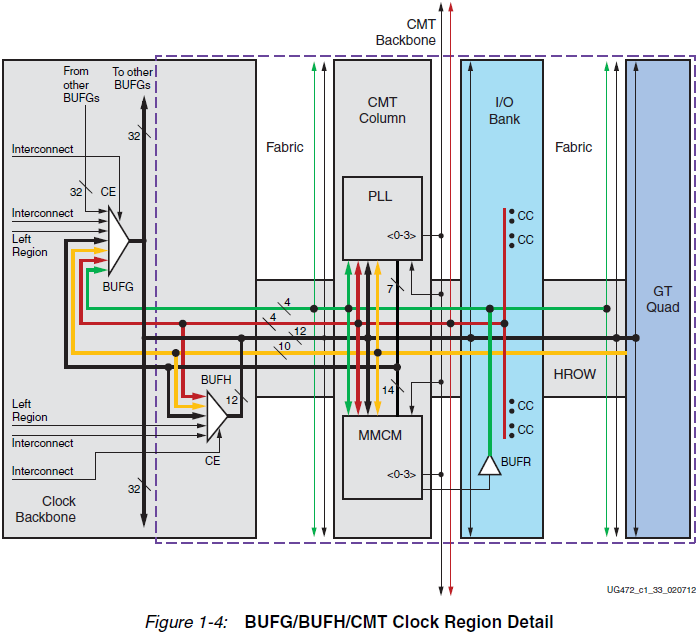 CMT
Backbone
From
other
BUFGs
To other
BUFGs
32
Interconnect
32
CE
Interconnect
Left
Region
BUFG
Fabric
CMT
Column
PLL
<0-3>
7
I/O
Bank
CC
CC
Fabric
GT
Quad
4
4
12
10
HROW
BUFH
12
14
Left
Region
Interconnect
CE
Interconnect
32
Clock
Backbone
MMCM
<0-3>
CC
CC
BUFR
UG472_c1_33_020712
Figure 1-4: BUFG/BUFH/CMT Clock Region Detail